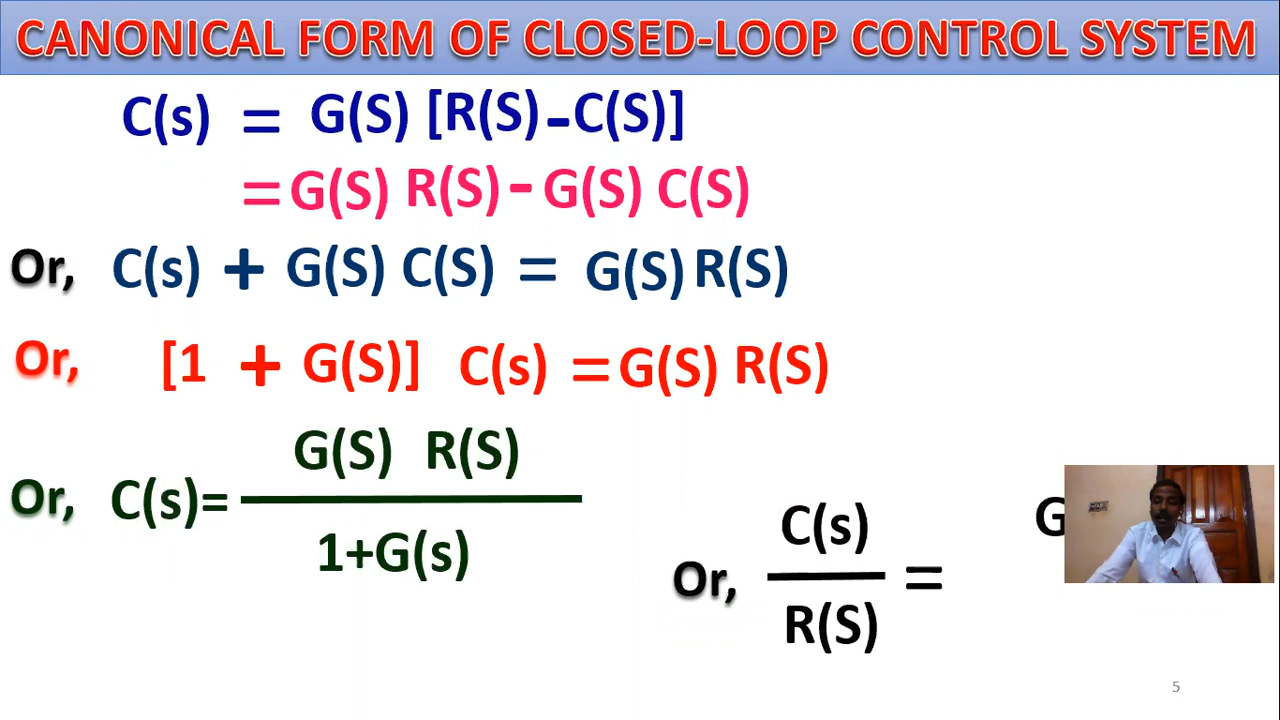 CANONICAL FORM OF CLOSED-LOOP CONTROL SYSTEM
C(s) = G(S) [R(S)-C(S)]
= G(S) R(S) - G(S) C(S)
Or, C(s) + G(S) C(S) = G(S) R(S)
Or, [1 + G(S)] C(s) = G(S) R(S)
G(S) R(S)
Or, C(s)=
1+G(s)
C(s) G
Or, =
R(S)
5